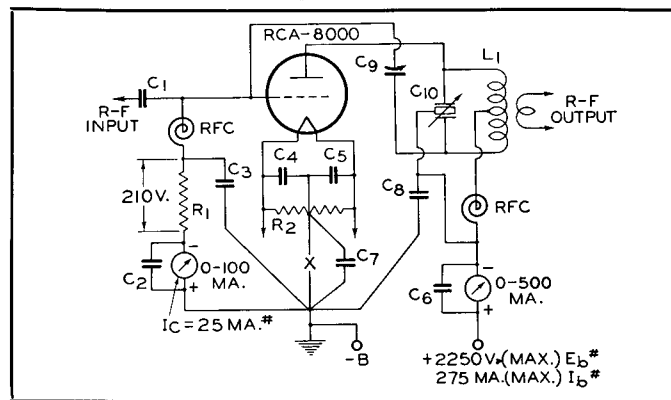 RCA-8000
C1
C9
L1
C10
R-F
INPUT
RFC
R-F
OUTPUT
C4
C5
C3
C8
210V.
R1
R2
RFC
C7
X
C2
-
0-100
MA.
+
C6
-
0-500
MA.
+
IC = 25 MA.#
-B
+2250V.(MAX.) Eb#
275 MA.(MAX.) Ib#